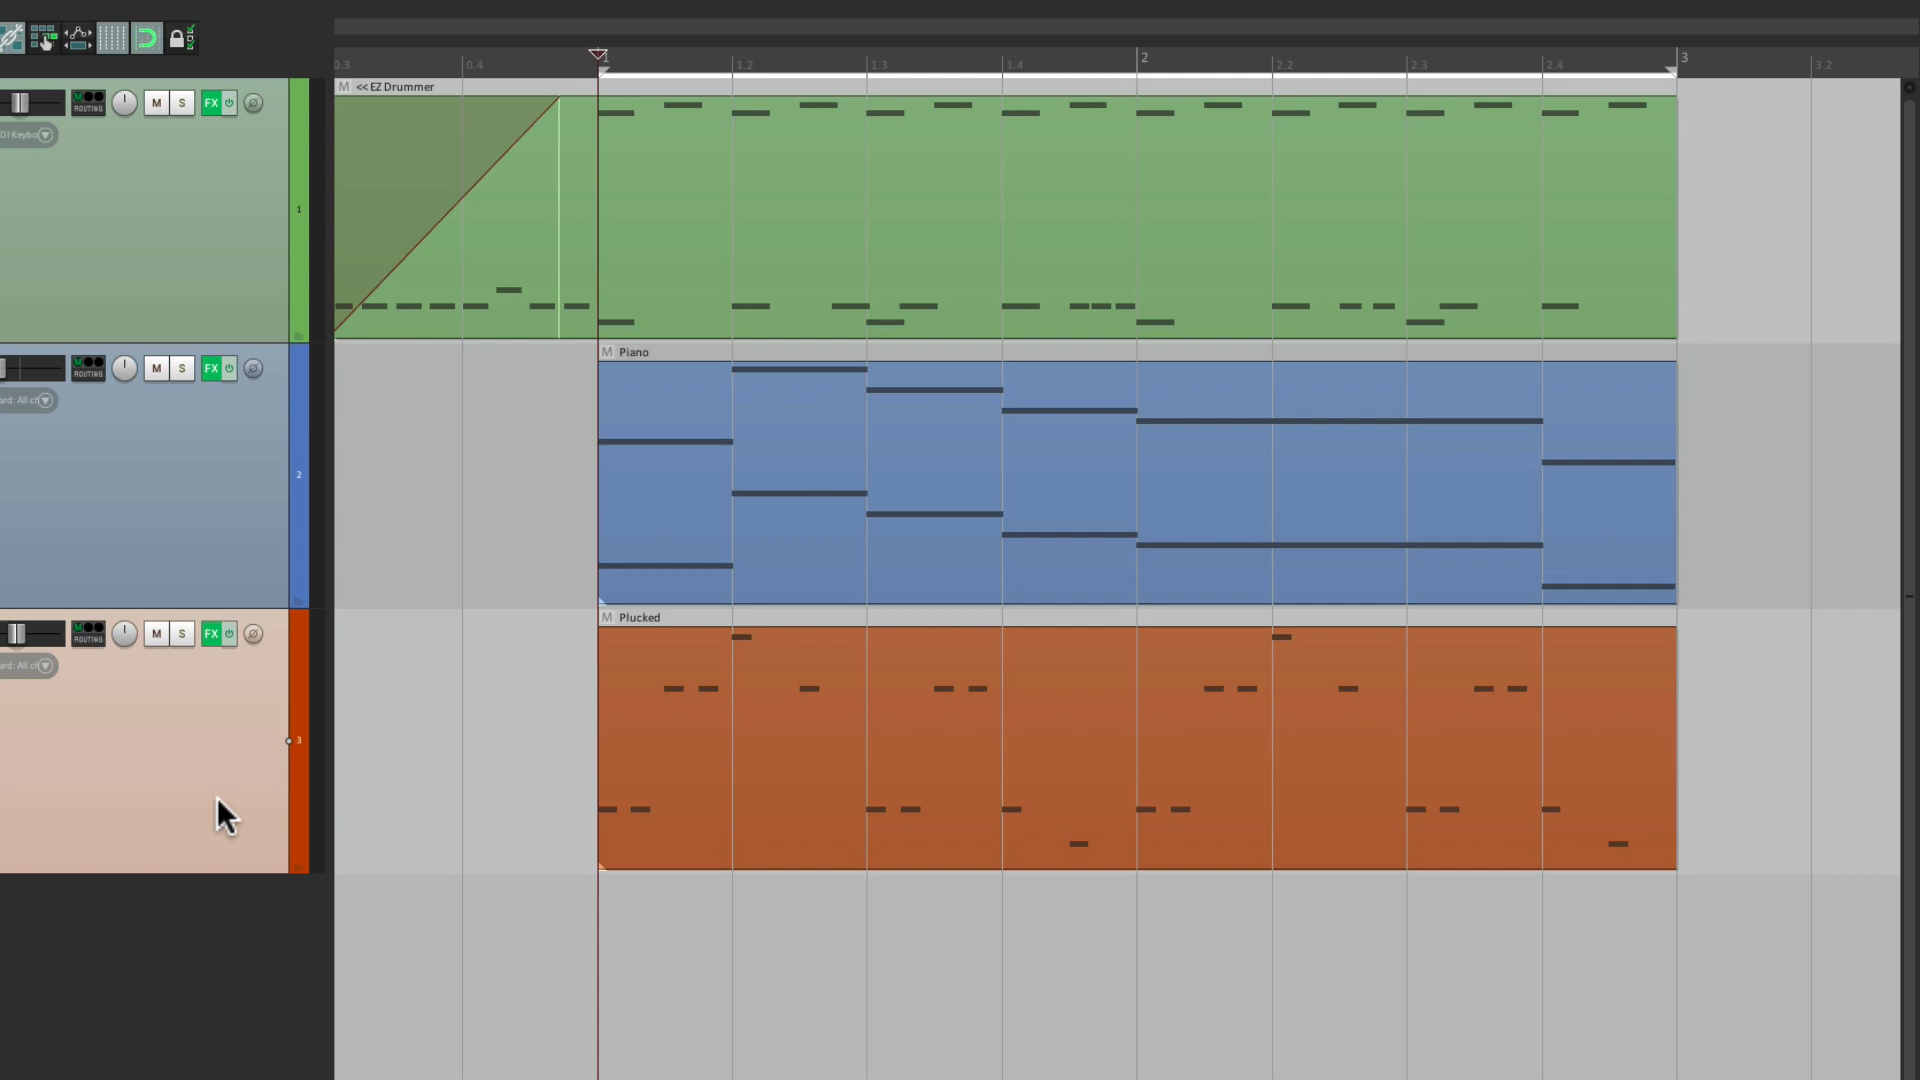 0.3 0.4 1 1.2 1.3 1.4 2 2.2 2.3 2.4 3 3.2
M << EZ Drummer
M ROUTING M S FX
DI Keybo
1
M Piano
M ROUTING M S FX
ard: All ch
2
M Plucked
M ROUTING M S FX
ard: All ch
3